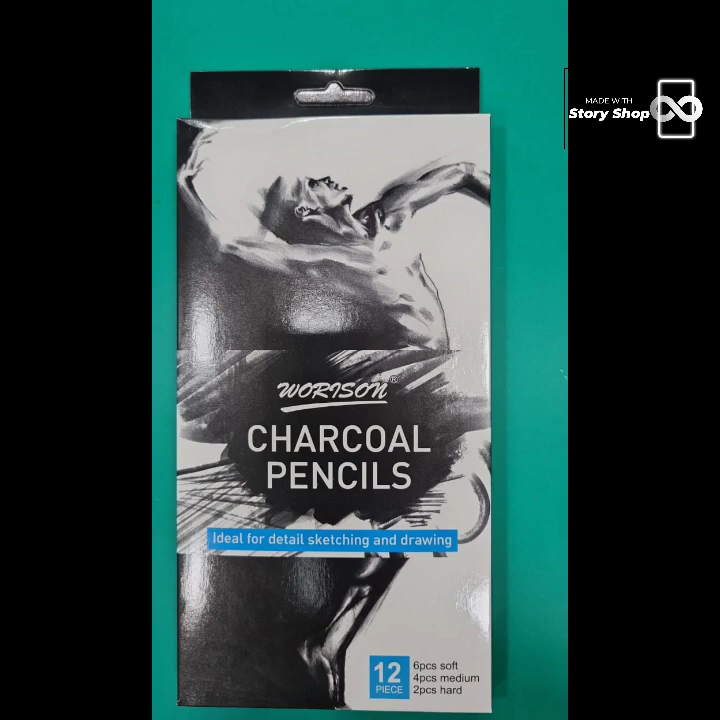 MADE WITH
Story Shop
WORISON®
CHARCOAL
PENCILS
Ideal for detail sketching and drawing
12
PIECE
6pcs soft
4pcs medium
2pcs hard